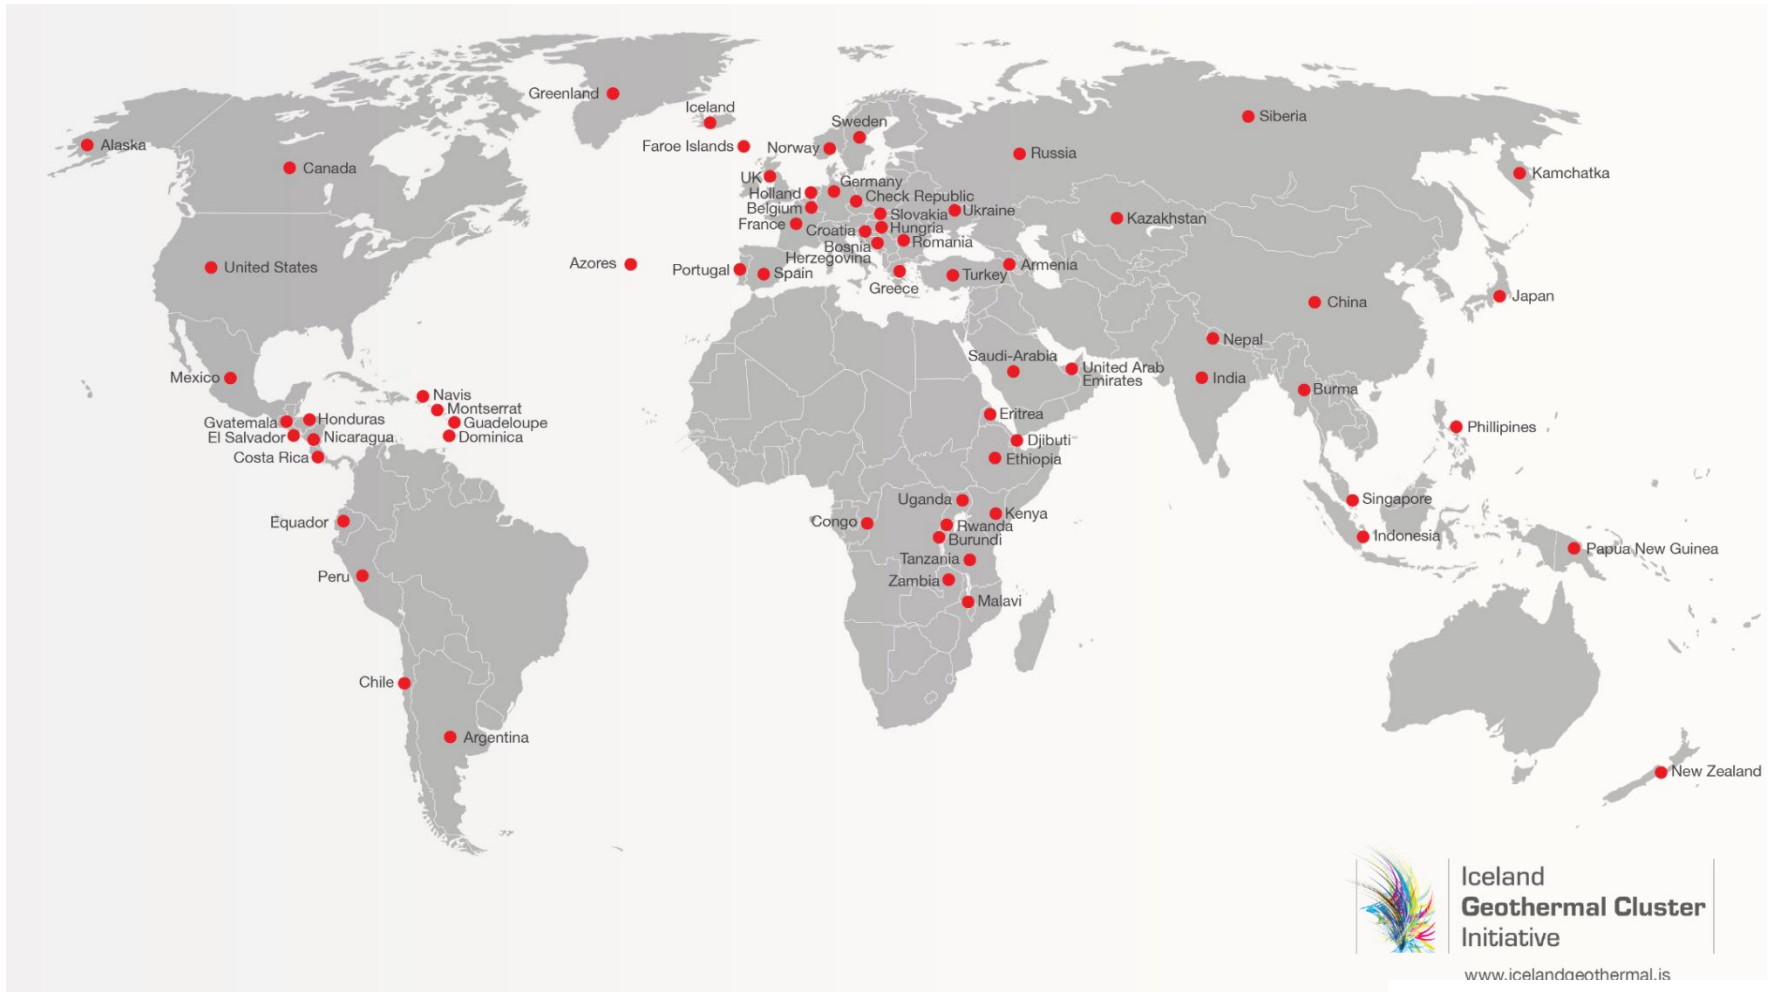 Greenland
Iceland
Siberia
Sweden
Alaska
Faroe Islands
Norway
Russia
Canada
Kamchatka
UK
Germany
Holland
Check Republic
Belgium
Slovakia
Ukraine
Kazakhstan
France
Croatia
Hungria
Bosnia
Herzegovina
Romania
United States
Azores
Portugal
Spain
Greece
Turkey
Armenia
China
Japan
Nepal
Saudi-Arabia
United Arab
Emirates
India
Burma
Mexico
Navis
Montserrat
Gvatemala
Honduras
Guadeloupe
El Salvador
Nicaragua
Dominica
Costa Rica
Eritrea
Djibuti
Ethiopia
Phillipines
Uganda
Singapore
Equador
Congo
Kenya
Rwanda
Burundi
Indonesia
Papua New Guinea
Tanzania
Peru
Zambia
Malavi
Chile
Argentina
New Zealand
Iceland
Geothermal Cluster
Initiative
www.icelandgeothermal.is